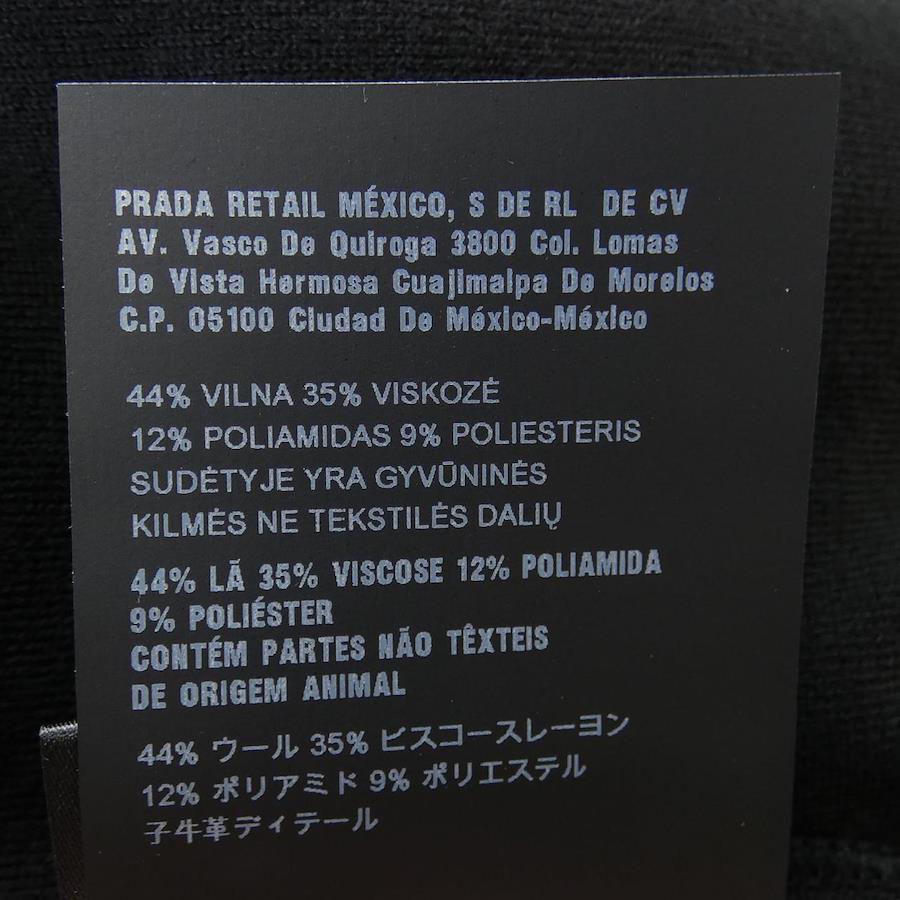 PRADA RETAIL MÉXICO, S DE RL DE CV
AV. Vasco De Quiroga 3800 Col. Lomas
De Vista Hermosa Cuajimalpa De Morelos
C.P. 05100 Ciudad De México-México
44% VILNA 35% VISKOZĖ
12% POLIAMIDAS 9% POLIESTERIS
SUDĖTYJE YRA GYVŪNINĖS
KILMĖS NE TEKSTILĖS DALIŲ
44% LÃ 35% VISCOSE 12% POLIAMIDA
9% POLIÉSTER
CONTÉM PARTES NÃO TÊXTEIS
DE ORIGEM ANIMAL
44% ウール 35% ビスコースレーヨン
12% ポリアミド 9% ポリエステル
子牛革ディテール